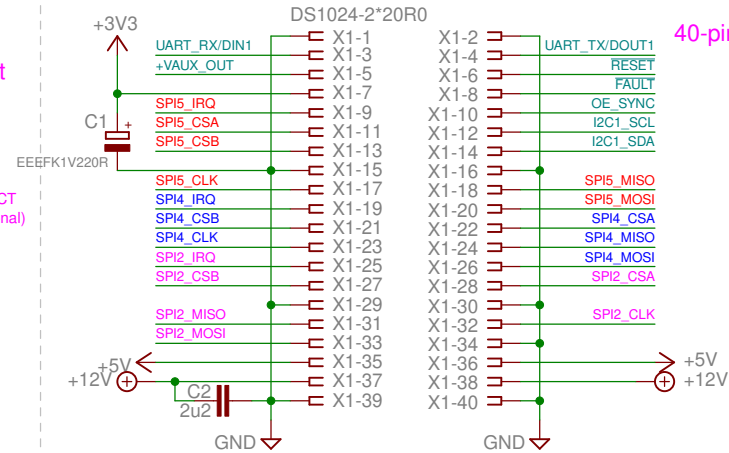 DS1024-2*20R0
+3V3
40-pin
X1-1
X1-2
UART_RX/DIN1
X1-3
X1-4
UART_TX/DOUT1
+VAUX_OUT
X1-5
X1-6
RESET
t
X1-7
X1-8
FAULT
SPI5_IRQ
X1-9
X1-10
OE_SYNC
C1
+
SPI5_CSA
X1-11
X1-12
I2C1_SCL
SPI5_CSB
X1-13
X1-14
I2C1_SDA
EEEFK1V220R
X1-15
X1-16
SPI5_CLK
X1-17
X1-18
SPI5_MISO
CT
SPI4_IRQ
X1-19
X1-20
SPI5_MOSI
nal)
SPI4_CSB
X1-21
X1-22
SPI4_CSA
SPI4_CLK
X1-23
X1-24
SPI4_MISO
SPI2_IRQ
X1-25
X1-26
SPI4_MOSI
SPI2_CSB
X1-27
X1-28
SPI2_CSA
X1-29
X1-30
SPI2_MISO
X1-31
X1-32
SPI2_CLK
SPI2_MOSI
X1-33
X1-34
+5V
X1-35
X1-36
+5V
+12V
X1-37
X1-38
+12V
C2
2u2
X1-39
X1-40
GND
GND